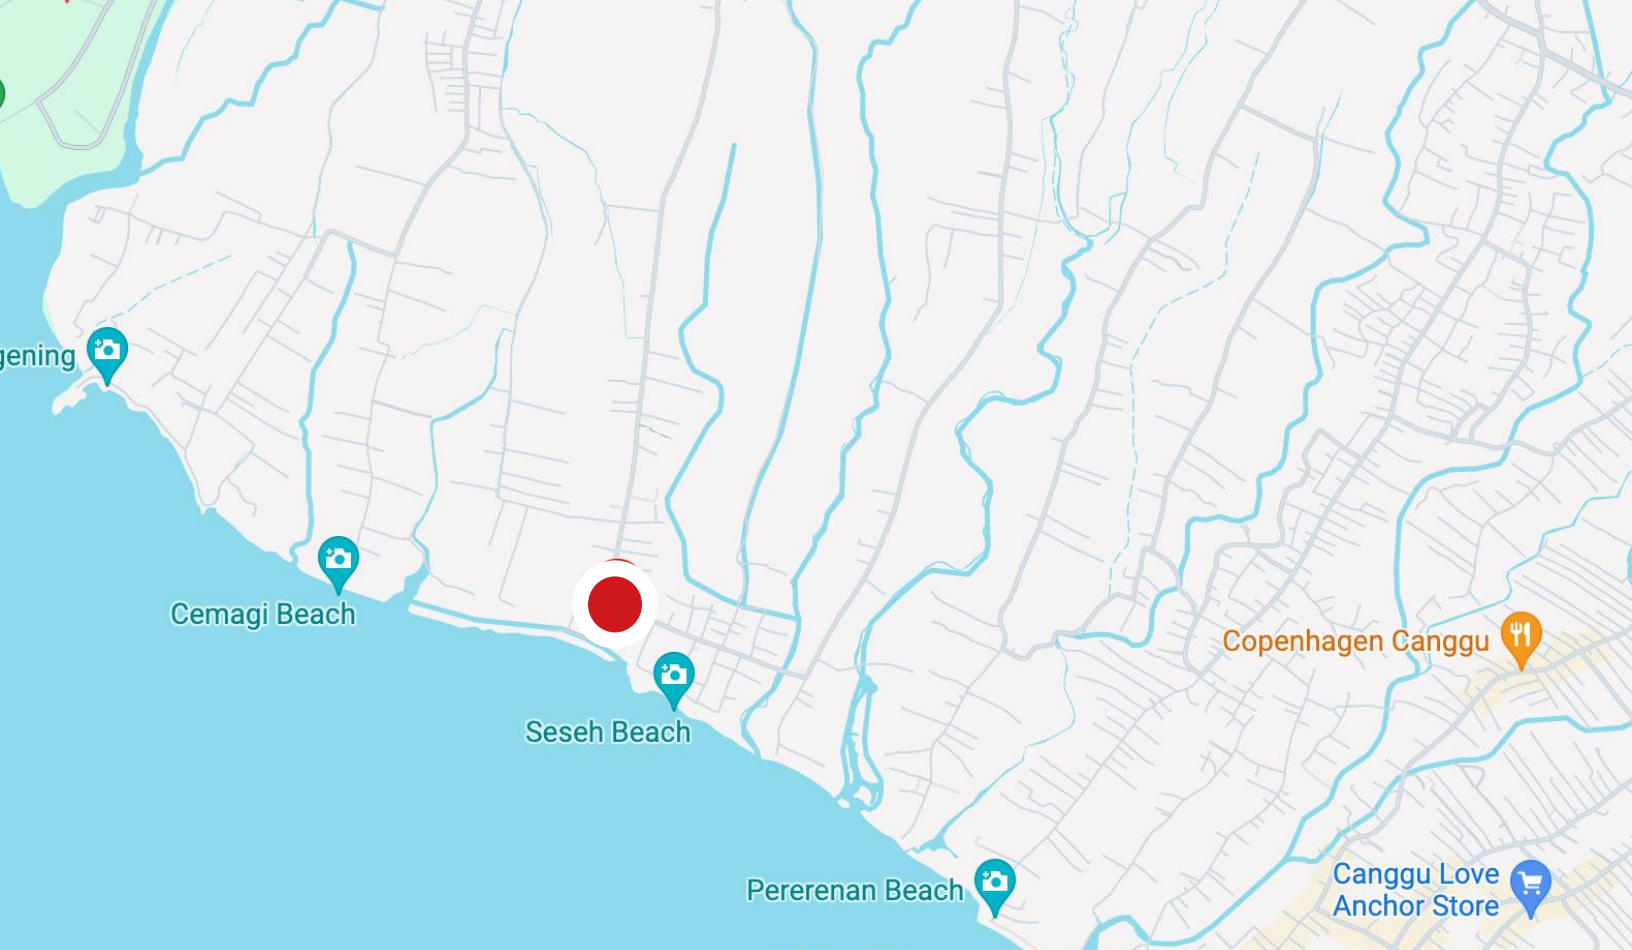 gening
Cemagi Beach
Seseh Beach
Copenhagen Canggu
Pererenan Beach
Canggu Love
Anchor Store